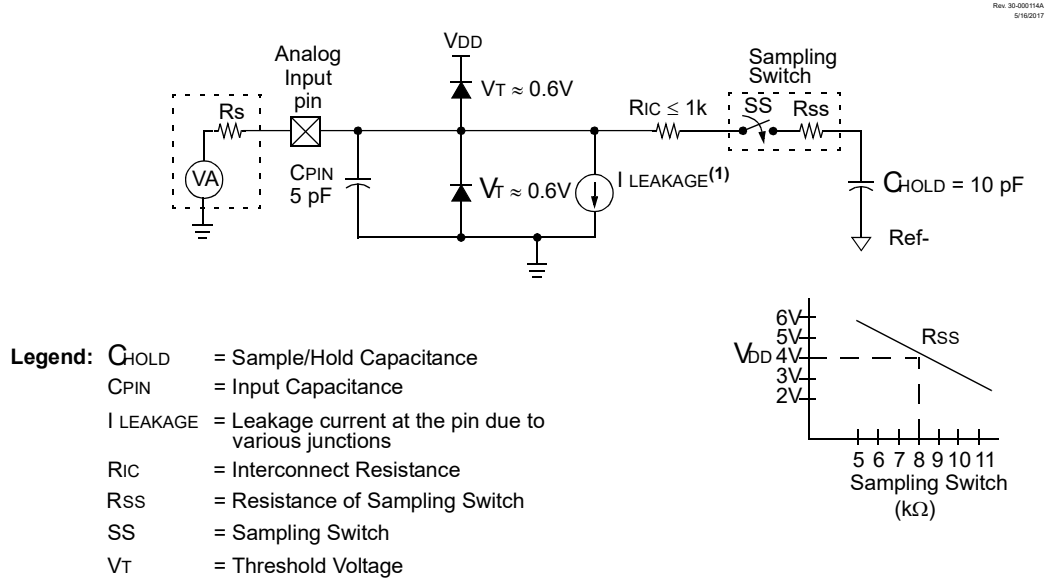 Rev. 30-000114A
5/16/2017
VDD
Analog
Input
pin
Sampling
Switch
VT ≈ 0.6V
Rs
RIC ≤ 1k
SS
Rss
VA
CPIN
5 pF
VT ≈ 0.6V
I LEAKAGE(1)
CHOLD = 10 pF
Ref-
6V
5V
VDD 4V
3V
2V
RSS
5 6 7 8 9 10 11
Sampling Switch
(kΩ)
Legend: CHOLD = Sample/Hold Capacitance
CPIN = Input Capacitance
I LEAKAGE = Leakage current at the pin due to
various junctions
RIC = Interconnect Resistance
RSS = Resistance of Sampling Switch
SS = Sampling Switch
VT = Threshold Voltage